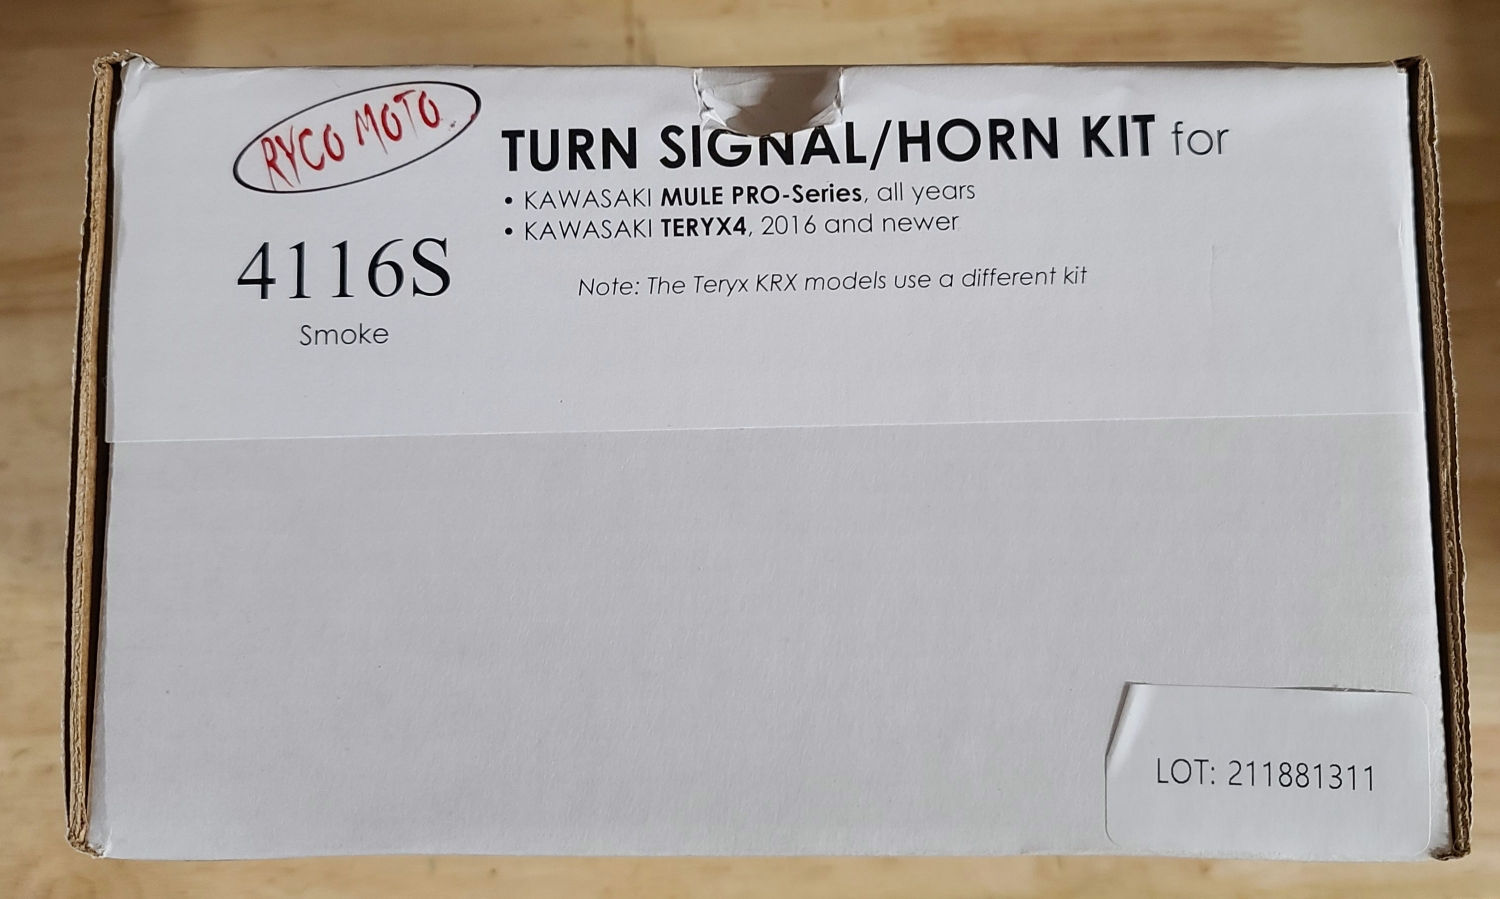 RYCO MOTO
TURN SIGNAL/HORN KIT for
• KAWASAKI MULE PRO-Series, all years
• KAWASAKI TERYX4, 2016 and newer
4116S
Note: The Teryx KRX models use a different kit
Smoke
LOT: 211881311